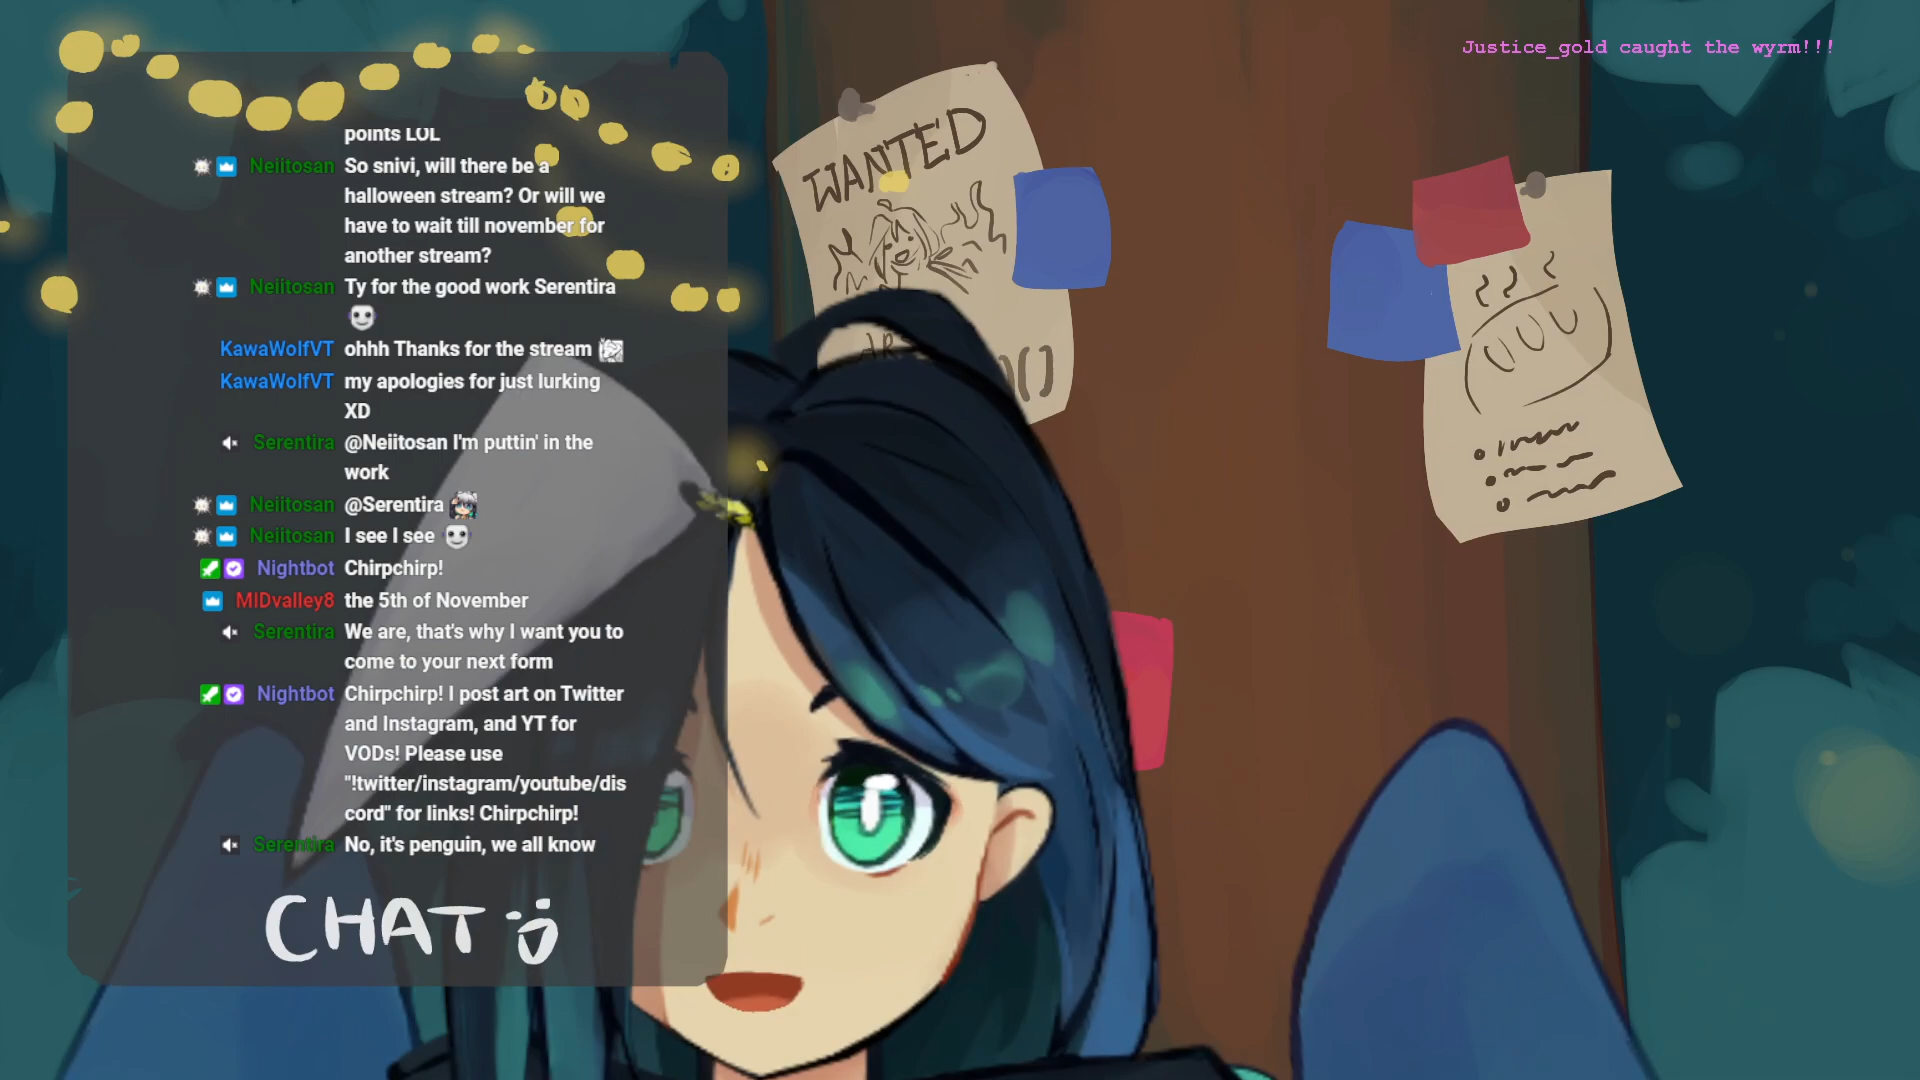 Justice_gold caught the wyrm!!!
WANTED
points LOL
Neiitosan So snivi, will there be a
halloween stream? Or will we
have to wait till november for
another stream?
Neiitosan Ty for the good work Serentira
KawaWolfVT ohhh Thanks for the stream
KawaWolfVT my apologies for just lurking
XD
Serentira @Neiitosan I'm puttin' in the
work
Neiitosan @Serentira
Neiitosan I see I see
Nightbot Chirpchirp!
MIDvalley8 the 5th of November
Serentira We are, that's why I want you to
come to your next form
Nightbot Chirpchirp! I post art on Twitter
and Instagram, and YT for
VODs! Please use
"!twitter/instagram/youtube/dis
cord" for links! Chirpchirp!
Serentira No, it's penguin, we all know
CHAT